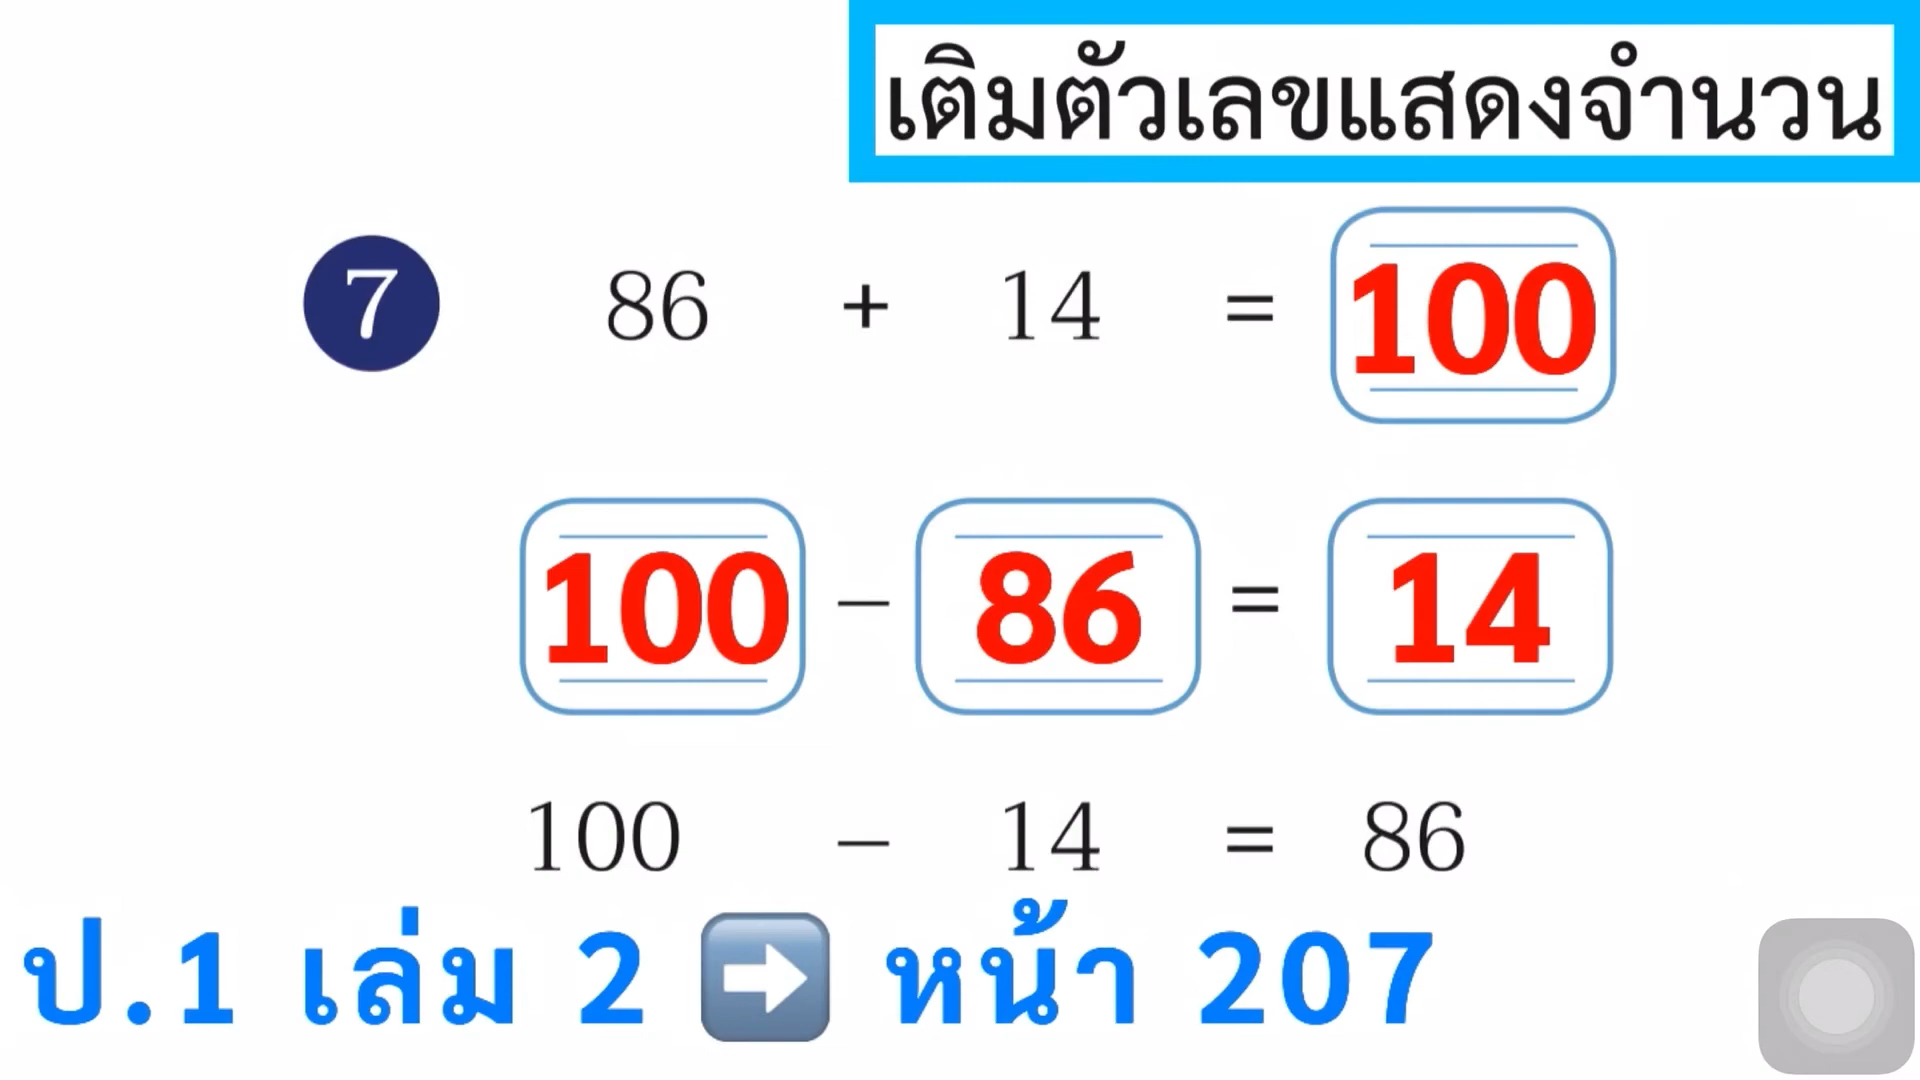 เติมตัวเลขแสดงจำนวน
7 86 + 14 = 100
100 – 86 = 14
100 – 14 = 86
ป.1 เล่ม 2 ➡ หน้า 207